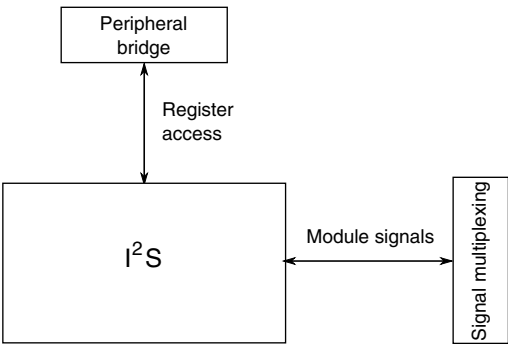 Peripheral
bridge
Register
access
I²S
Module signals
Signal multiplexing